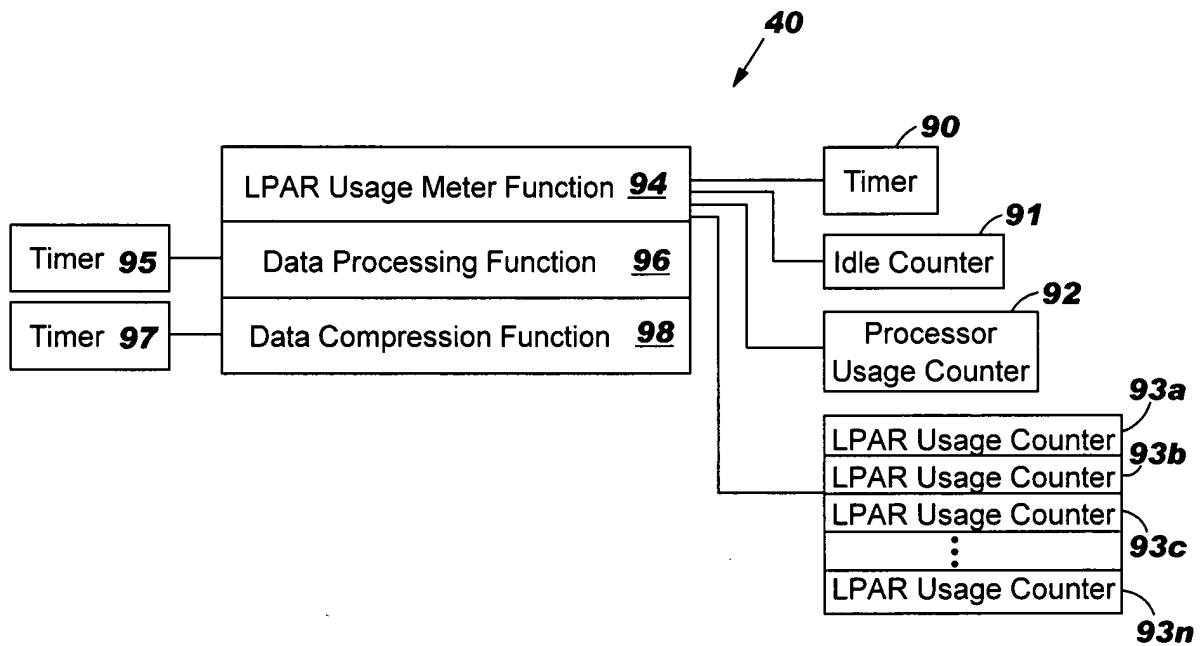 40
90
LPAR Usage Meter Function 94
Timer
91
Timer 95
Data Processing Function 96
Idle Counter
92
Timer 97
Data Compression Function 98
Processor
Usage Counter
93a
LPAR Usage Counter
93b
LPAR Usage Counter
LPAR Usage Counter
93c
LPAR Usage Counter
93n